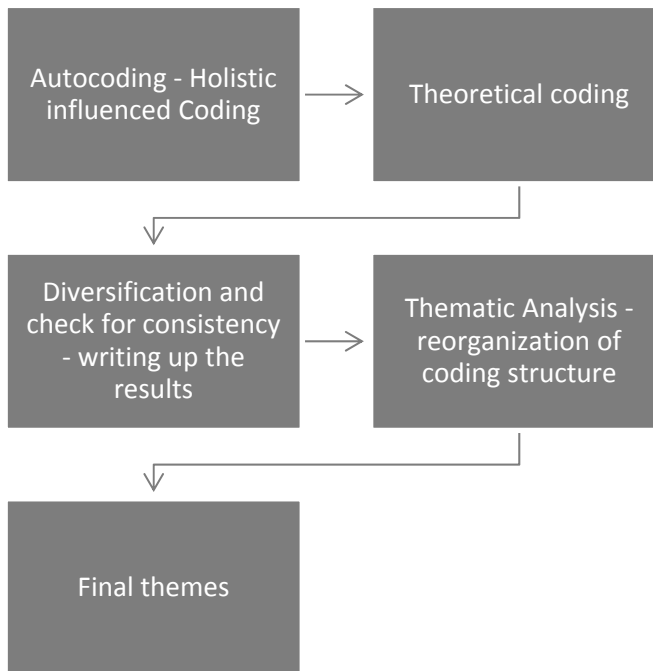 Autocoding - Holistic
influenced Coding
Theoretical coding
Diversification and
check for consistency
- writing up the
results
Thematic Analysis -
reorganization of
coding structure
Final themes